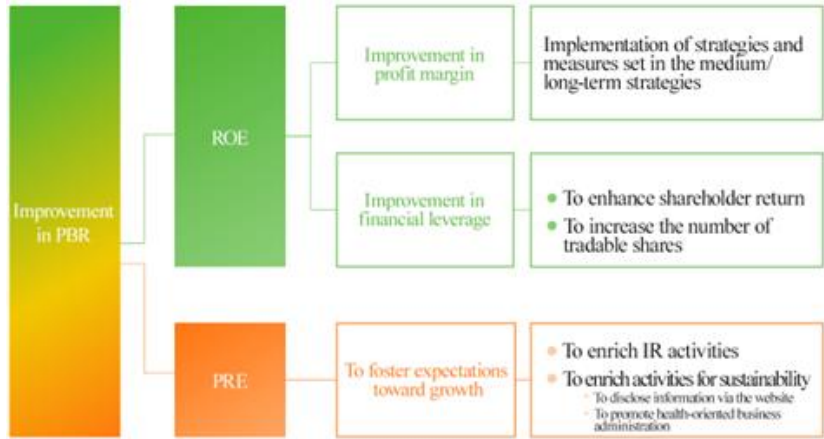 Improvement
in PBR
ROE
Improvement in
profit margin
Implementation of strategies and
measures set in the medium/
long-term strategies
Improvement in
financial leverage
To enhance shareholder return
To increase the number of
tradable shares
PRE
To foster expectations
toward growth
To enrich IR activities
To enrich activities for sustainability
To disclose information via the website
To promote health-oriented business
administration